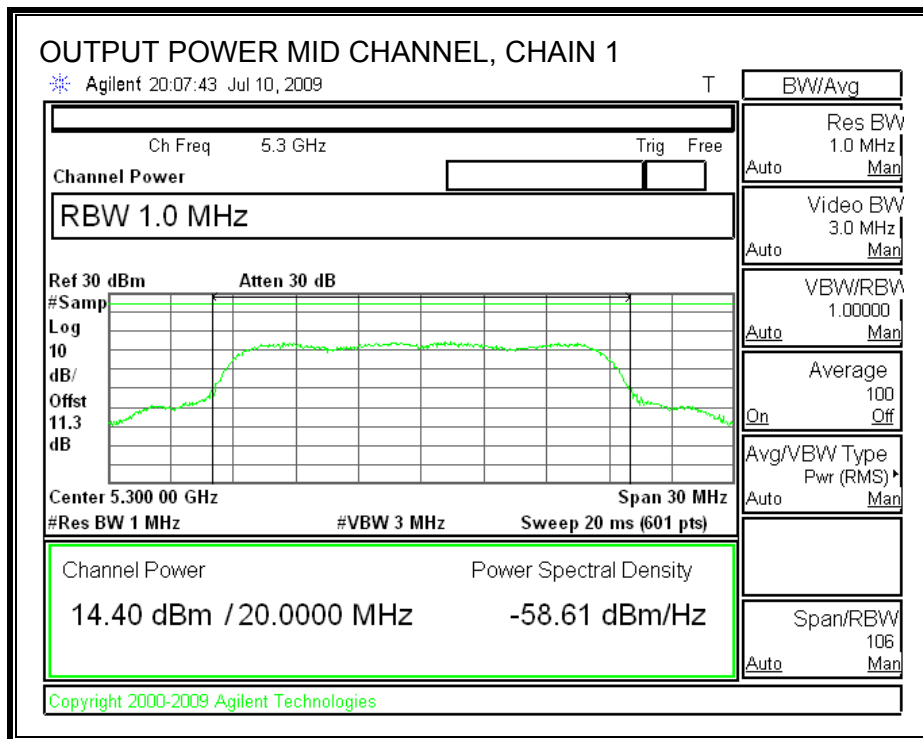 OUTPUT POWER MID CHANNEL, CHAIN 1
Agilent 20:07:43 Jul 10, 2009 T
Ch Freq 5.3 GHz Trig Free
Channel Power
RBW 1.0 MHz
Ref 30 dBm Atten 30 dB
#Samp
Log
10
dB/
Offst
11.3
dB
Center 5.300 00 GHz Span 30 MHz
#Res BW 1 MHz #VBW 3 MHz Sweep 20 ms (601 pts)
Channel Power Power Spectral Density
14.40 dBm / 20.0000 MHz -58.61 dBm/Hz
Copyright 2000-2009 Agilent Technologies
BW/Avg
Res BW
1.0 MHz
Auto Man
Video BW
3.0 MHz
Auto Man
VBW/RBW
1.00000
Auto Man
Average
100
On Off
Avg/VBW Type
Pwr (RMS)
Auto Man
Span/RBW
106
Auto Man